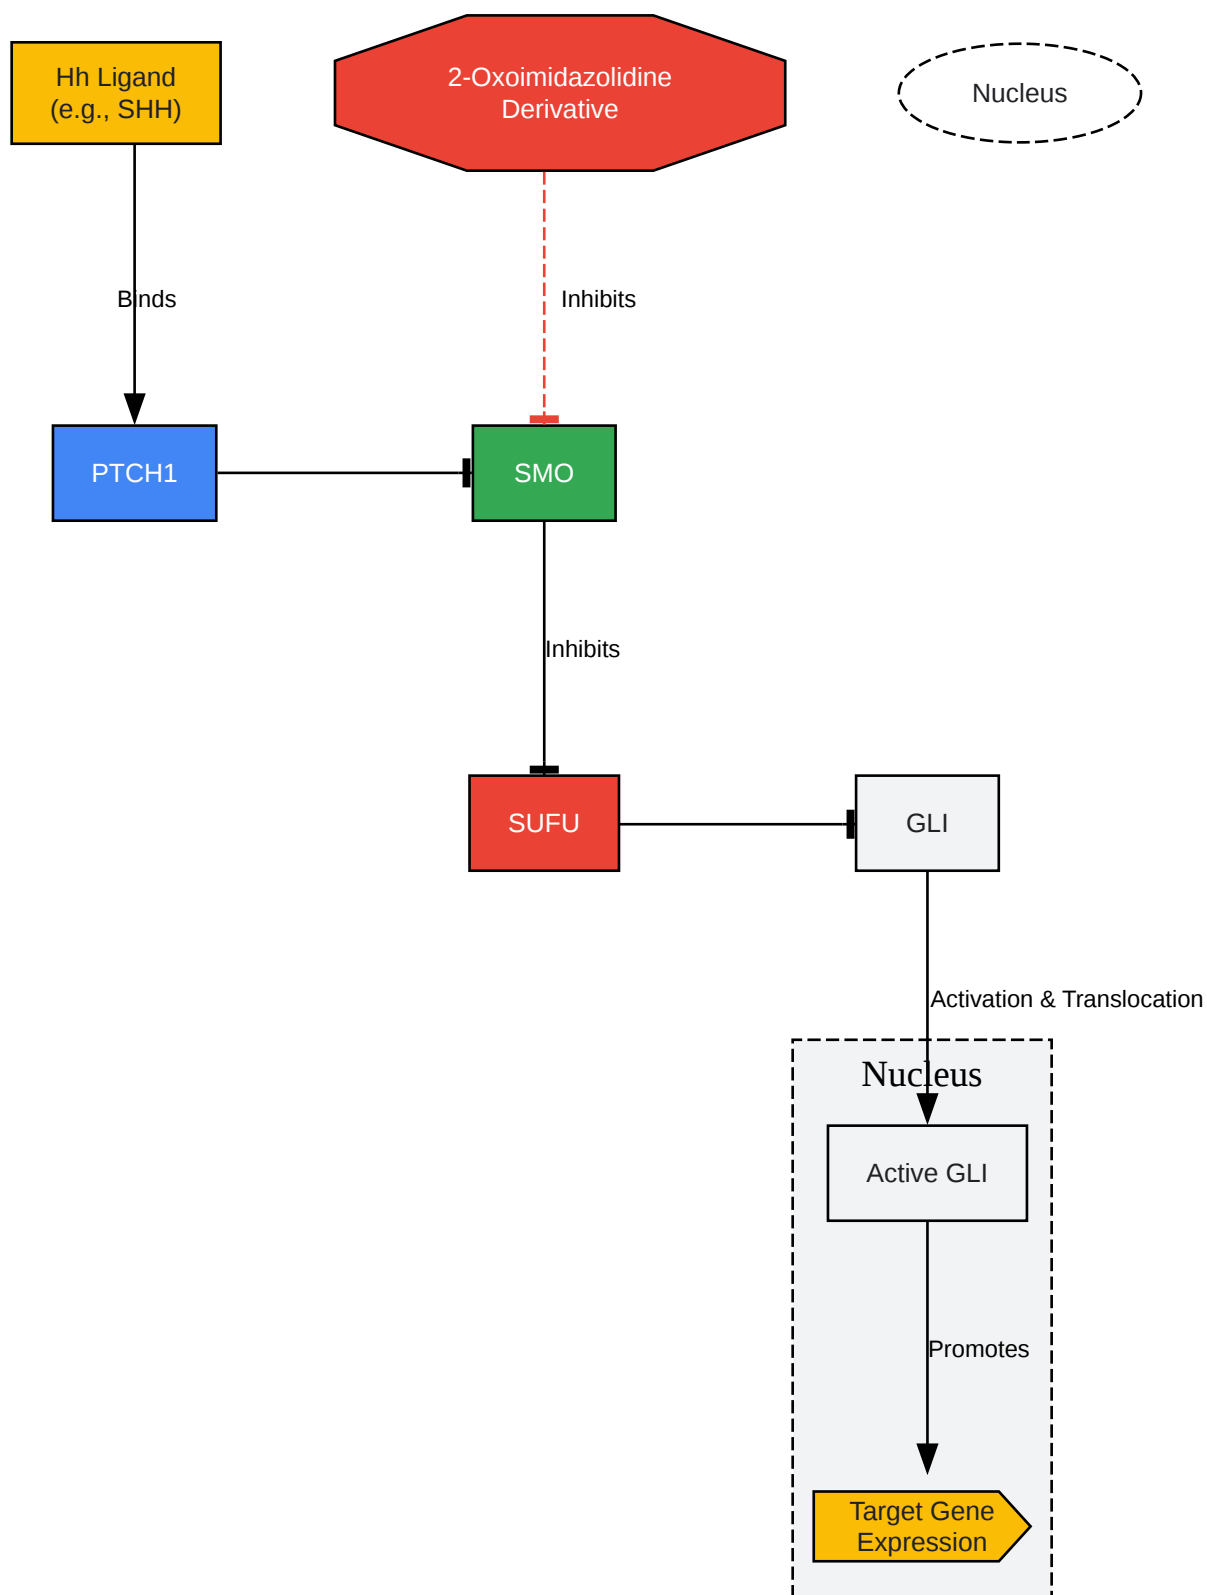 Hh Ligand
(e.g., SHH)
2-Oxoimidazolidine
Derivative
Nucleus
Binds
Inhibits
PTCH1
SMO
Inhibits
SUFU
GLI
Activation & Translocation
Nucleus
Active GLI
Promotes
Target Gene
Expression